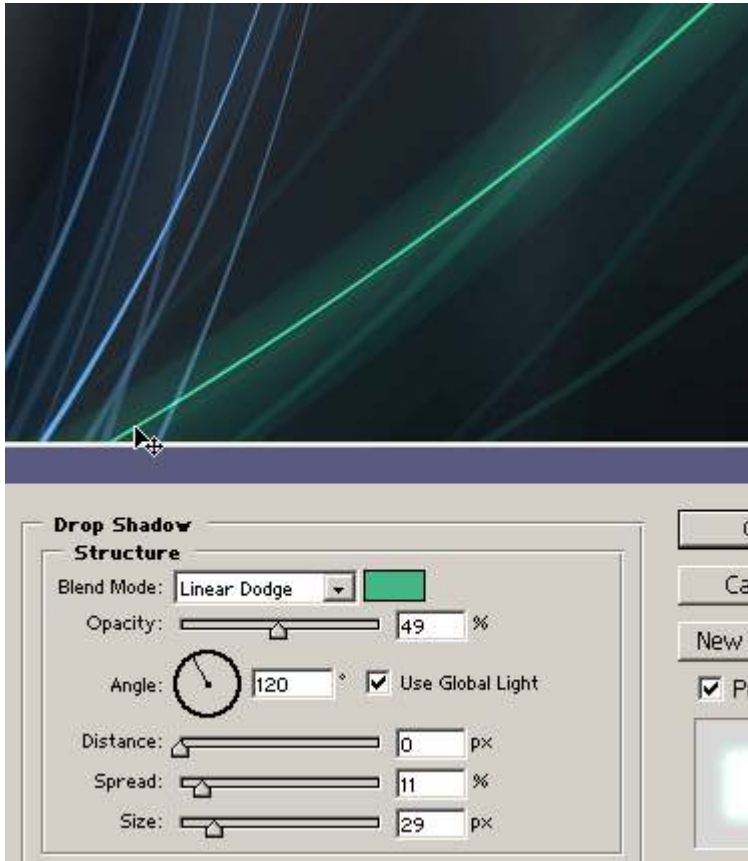 Drop Shadow
Structure
Blend Mode: Linear Dodge
Opacity: 49 %
Angle: 120 ° Use Global Light
Distance: 0 px
Spread: 11 %
Size: 29 px
Ca
New
P